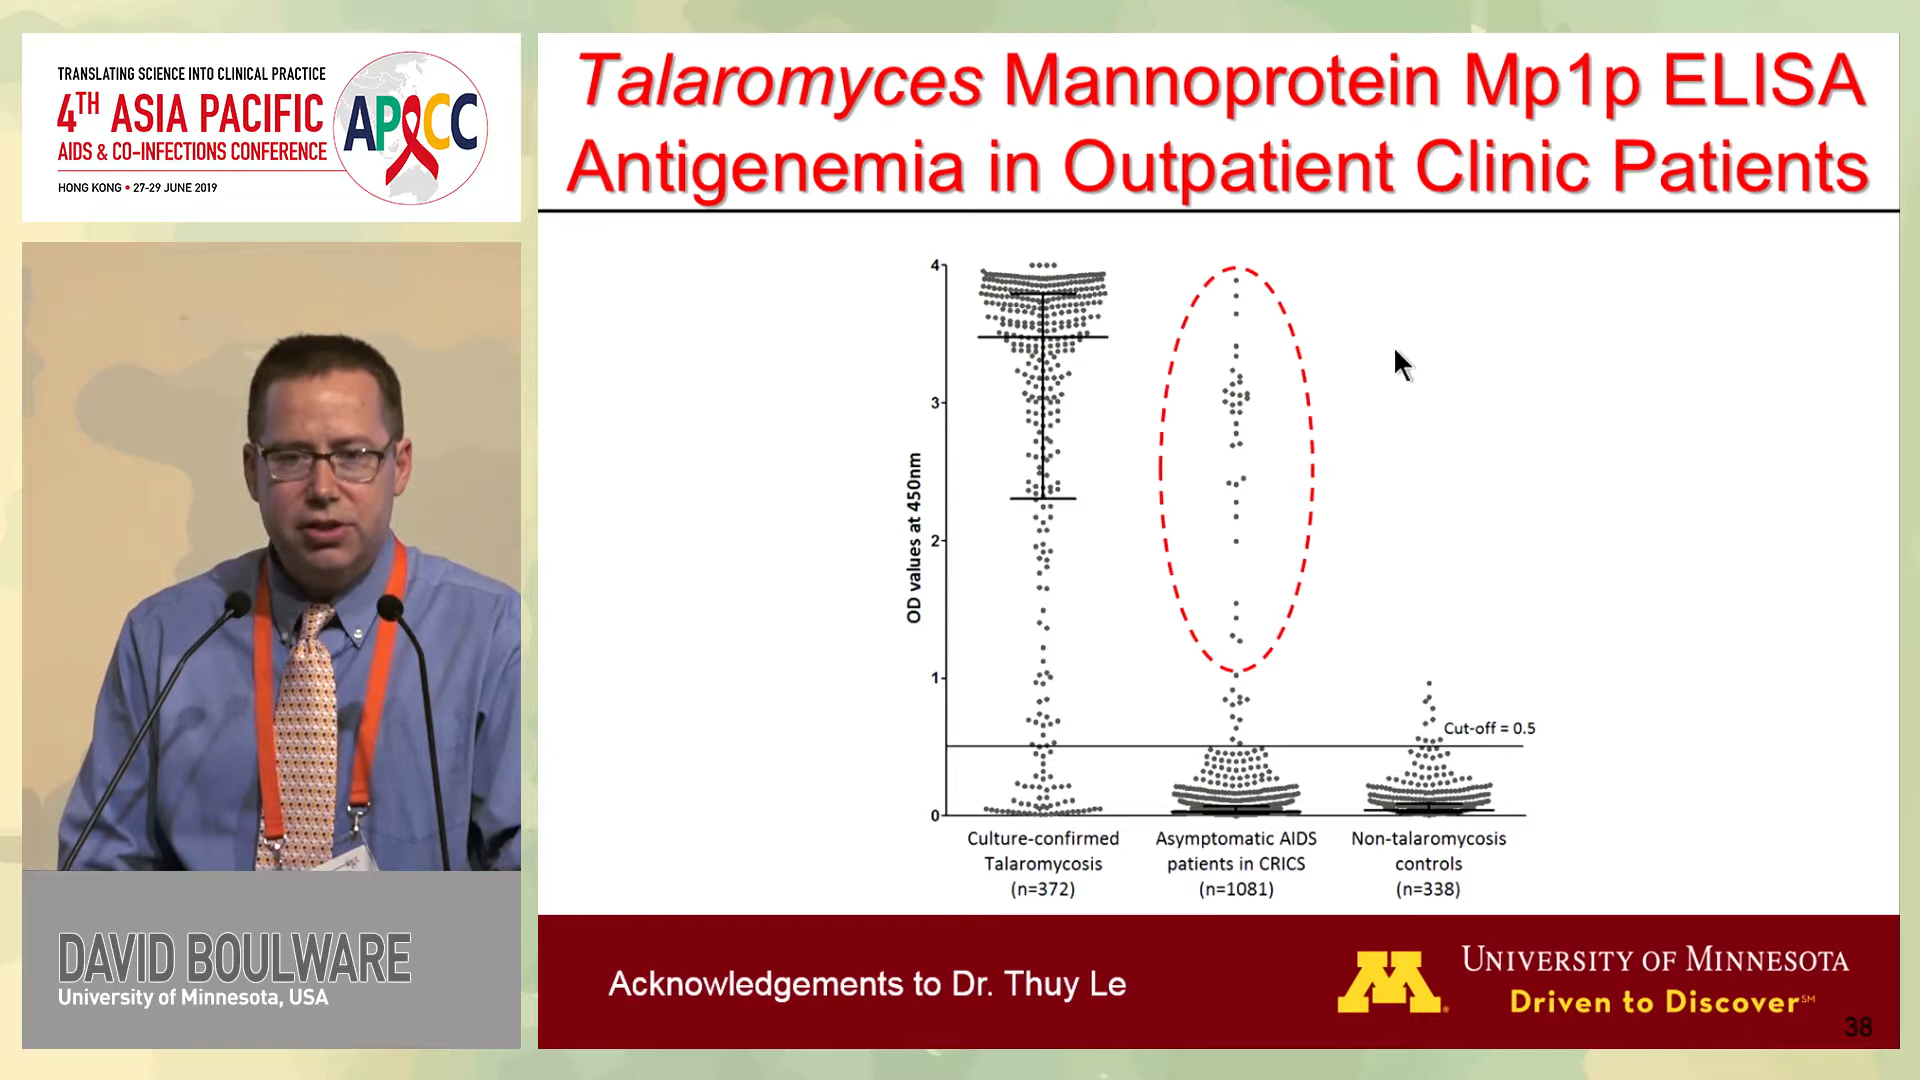 TRANSLATING SCIENCE INTO CLINICAL PRACTICE
4TH ASIA PACIFIC
AIDS & CO-INFECTIONS CONFERENCE
HONG KONG • 27-29 JUNE 2019
APCC
Talaromyces Mannoprotein Mp1p ELISA
Antigenemia in Outpatient Clinic Patients
OD values at 450nm
4
3
2
1
0
Cut-off = 0.5
Culture-confirmed
Talaromycosis
(n=372)
Asymptomatic AIDS
patients in CRICS
(n=1081)
Non-talaromycosis
controls
(n=338)
DAVID BOULWARE
University of Minnesota, USA
Acknowledgements to Dr. Thuy Le
M
UNIVERSITY OF MINNESOTA
Driven to Discover℠
38